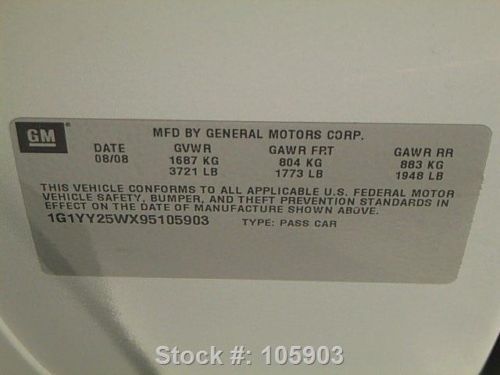 GM
MFD BY GENERAL MOTORS CORP.
DATE GVWR GAWR FRT GAWR RR
08/08 1687 KG 804 KG 883 KG
3721 LB 1773 LB 1948 LB
THIS VEHICLE CONFORMS TO ALL APPLICABLE U.S. FEDERAL MOTOR
VEHICLE SAFETY, BUMPER, AND THEFT PREVENTION STANDARDS IN
EFFECT ON THE DATE OF MANUFACTURE SHOWN ABOVE.
1G1YY25WX95105903 TYPE: PASS CAR
Stock #: 105903